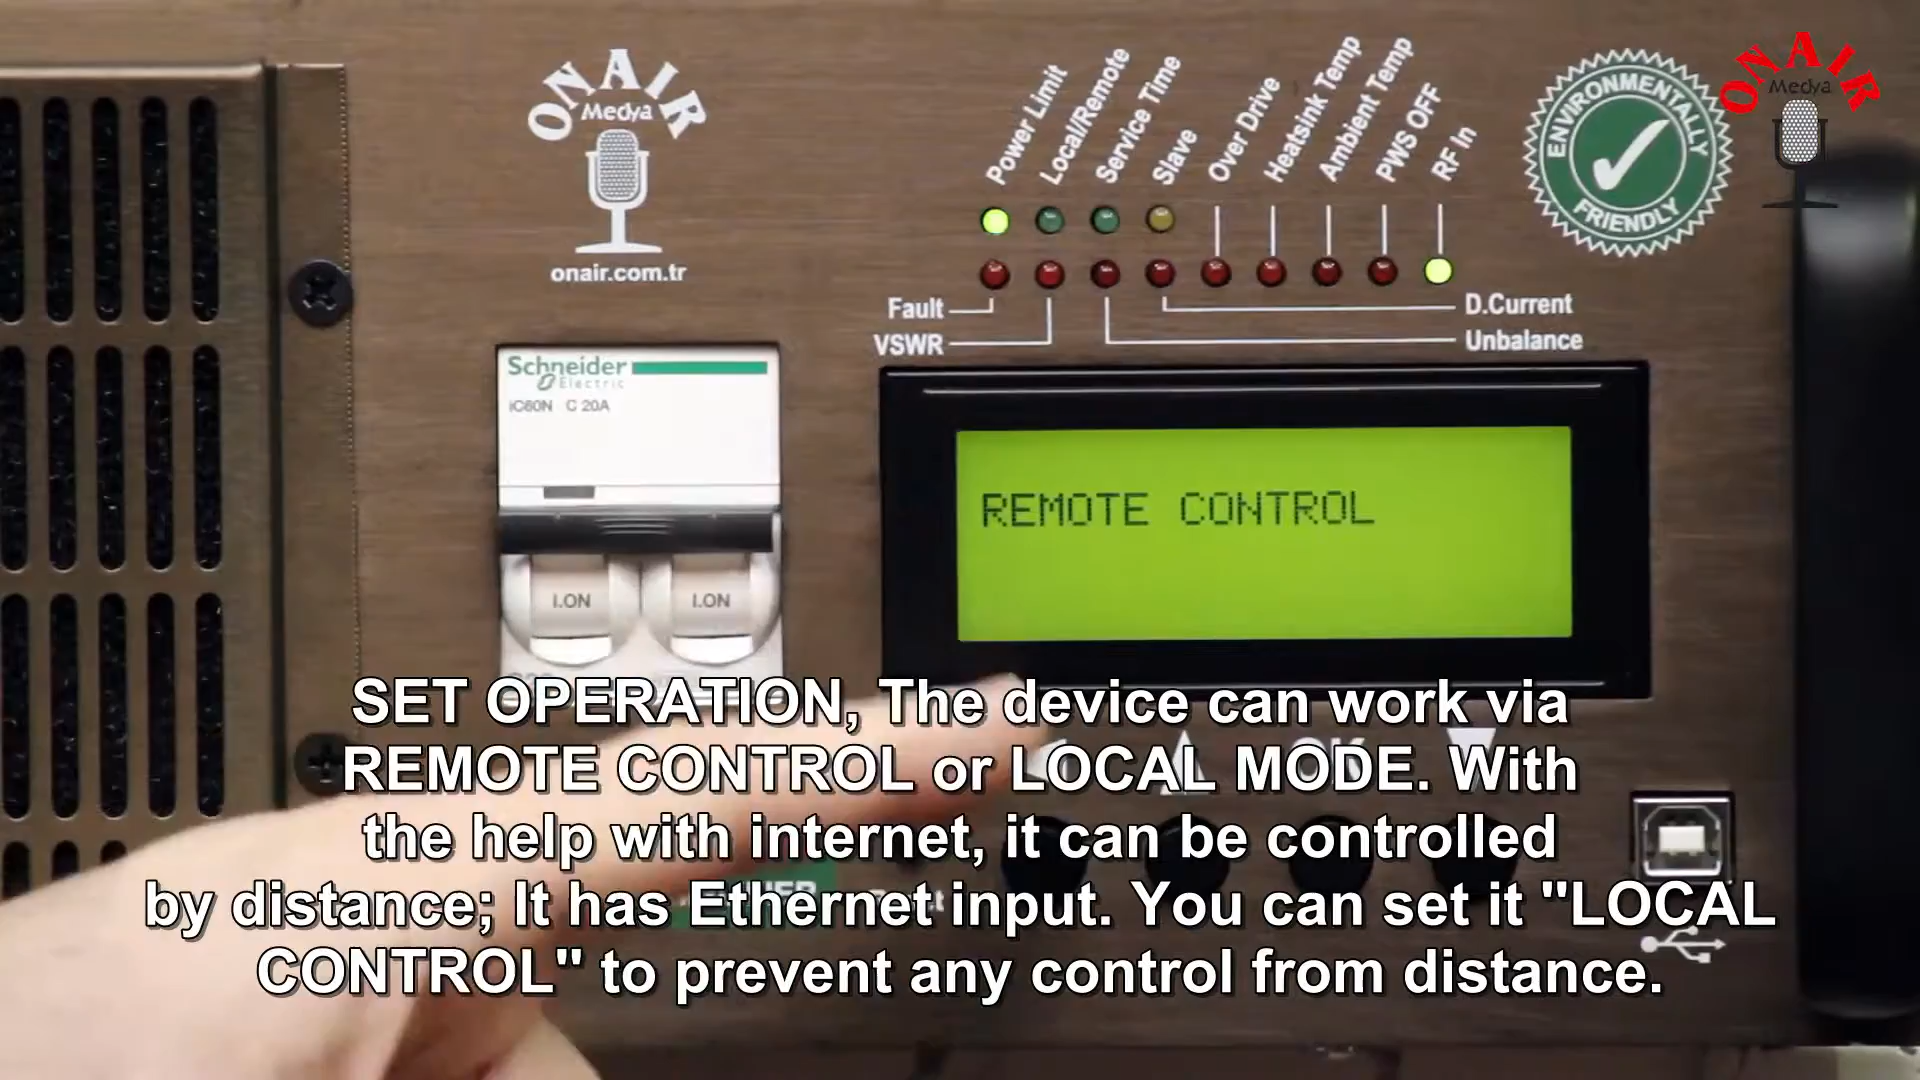 ONAIR
Medya
onair.com.tr
Power Limit
Local/Remote
Service Time
Slave
Over Drive
Heatsink Temp
Ambient Temp
PWS OFF
RF In
ENVIRONMENTALLY
FRIENDLY
ONAIR
Medya
Fault
VSWR
D.Current
Unbalance
Schneider
Electric
iC60N C 20A
I.ON I.ON
REMOTE CONTROL
OK
SET OPERATION, The device can work via
REMOTE CONTROL or LOCAL MODE. With
the help with internet, it can be controlled
by distance; It has Ethernet input. You can set it "LOCAL
CONTROL" to prevent any control from distance.